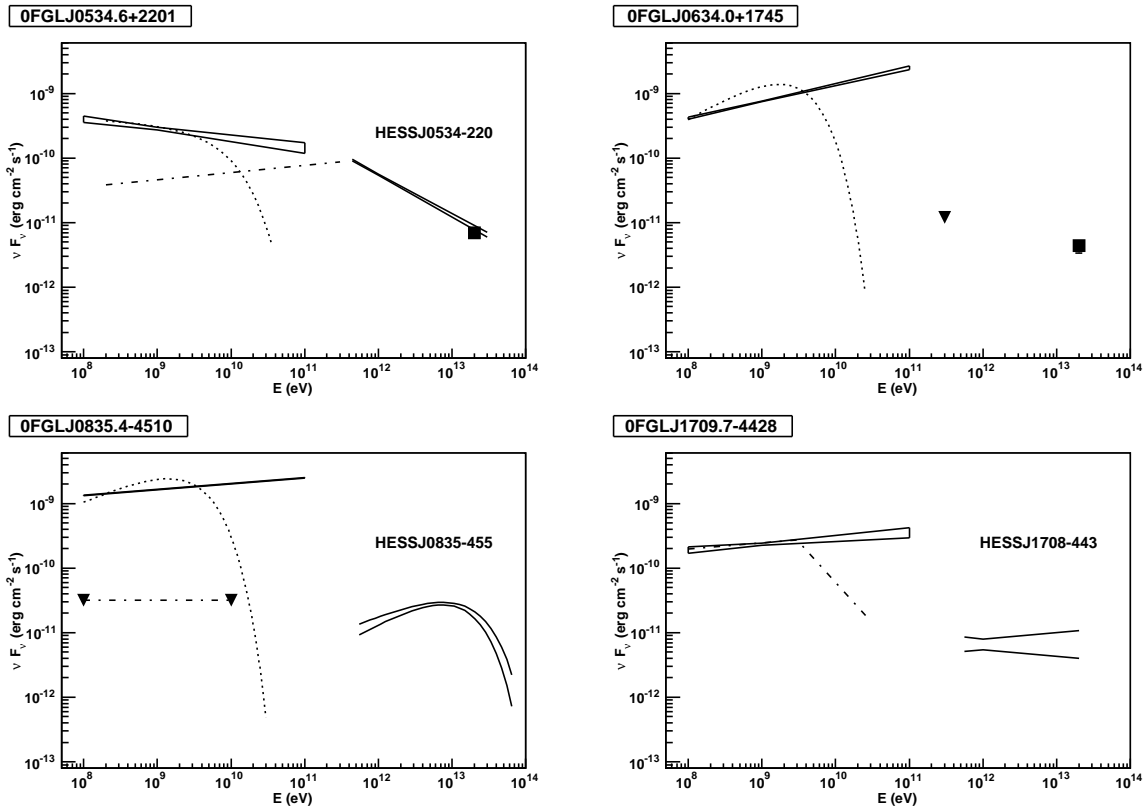 0FGLJ0534.6+2201
ν Fν (erg cm⁻² s⁻¹)
10⁻⁹
10⁻¹⁰
10⁻¹¹
10⁻¹²
10⁻¹³
HESSJ0534-220
10⁸ 10⁹ 10¹⁰ 10¹¹ 10¹² 10¹³ 10¹⁴
E (eV)
0FGLJ0634.0+1745
ν Fν (erg cm⁻² s⁻¹)
10⁻⁹
10⁻¹⁰
10⁻¹¹
10⁻¹²
10⁻¹³
10⁸ 10⁹ 10¹⁰ 10¹¹ 10¹² 10¹³ 10¹⁴
E (eV)
0FGLJ0835.4-4510
ν Fν (erg cm⁻² s⁻¹)
10⁻⁹
10⁻¹⁰
10⁻¹¹
10⁻¹²
10⁻¹³
HESSJ0835-455
10⁸ 10⁹ 10¹⁰ 10¹¹ 10¹² 10¹³ 10¹⁴
E (eV)
0FGLJ1709.7-4428
ν Fν (erg cm⁻² s⁻¹)
10⁻⁹
10⁻¹⁰
10⁻¹¹
10⁻¹²
10⁻¹³
HESSJ1708-443
10⁸ 10⁹ 10¹⁰ 10¹¹ 10¹² 10¹³ 10¹⁴
E (eV)